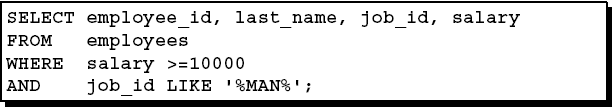 SELECT employee_id, last_name, job_id, salary
FROM   employees
WHERE  salary >=10000
AND    job_id LIKE '%MAN%';